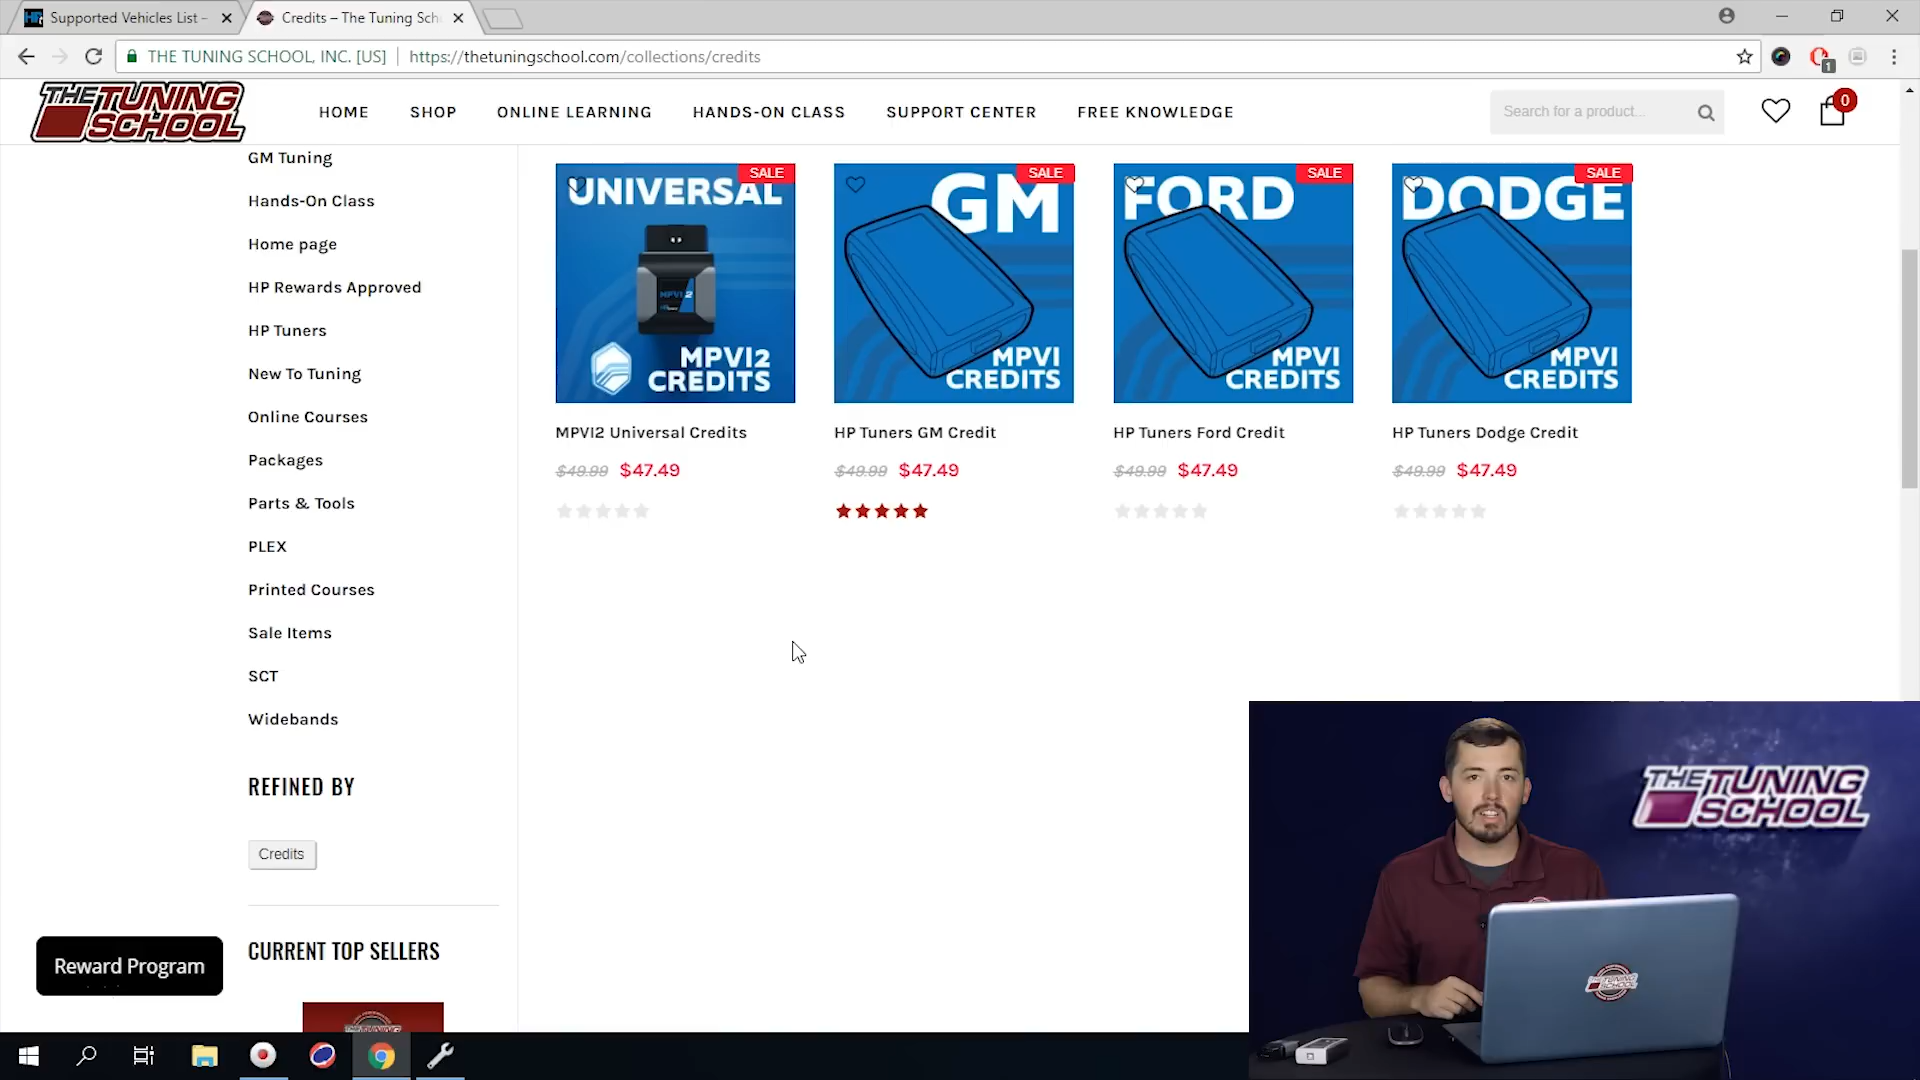 Supported Vehicles List -
Credits – The Tuning Sch
THE TUNING SCHOOL, INC. [US]
https://thetuningschool.com/collections/credits
1
THE TUNING
SCHOOL
HOME
SHOP
ONLINE LEARNING
HANDS-ON CLASS
SUPPORT CENTER
FREE KNOWLEDGE
Search for a product...
0
GM Tuning
Hands-On Class
Home page
HP Rewards Approved
HP Tuners
New To Tuning
Online Courses
Packages
Parts & Tools
PLEX
Printed Courses
Sale Items
SCT
Widebands
REFINED BY
Credits
CURRENT TOP SELLERS
Reward Program
SALE
UNIVERSAL
MPVI2
MPVI2
CREDITS
MPVI2 Universal Credits
$49.99 $47.49
SALE
GM
MPVI
CREDITS
HP Tuners GM Credit
$49.99 $47.49
SALE
FORD
MPVI
CREDITS
HP Tuners Ford Credit
$49.99 $47.49
SALE
DODGE
MPVI
CREDITS
HP Tuners Dodge Credit
$49.99 $47.49
THE TUNING
SCHOOL
THE TUNING
SCHOOL